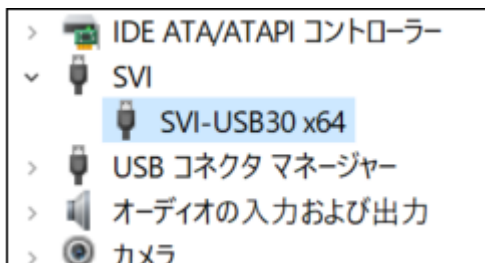 IDE ATA/ATAPI コントローラー
SVI
SVI-USB30 x64
USB コネクタ マネージャー
オーディオの入力および出力
カメラ